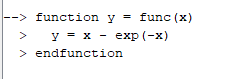 --> function y = func(x)
  >   y = x - exp(-x)
  > endfunction